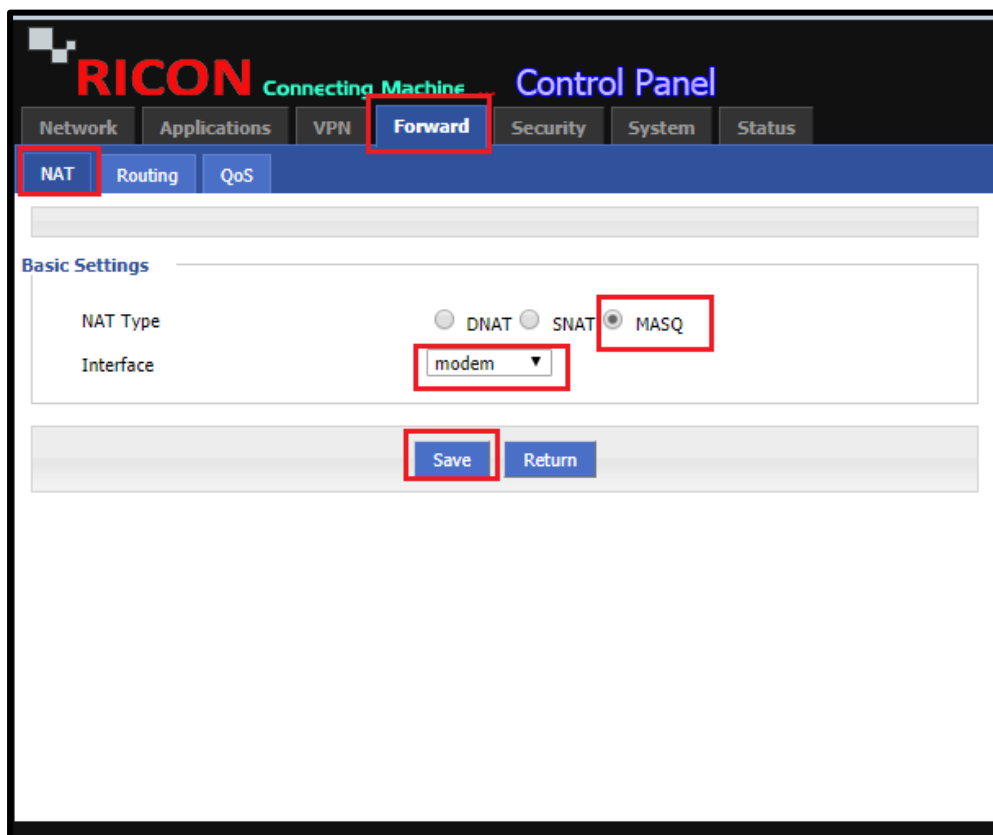 RICON Connecting Machine ... Control Panel
Network Applications VPN Forward Security System Status
NAT Routing QoS
Basic Settings
NAT Type DNAT SNAT MASQ
Interface modem
Save Return